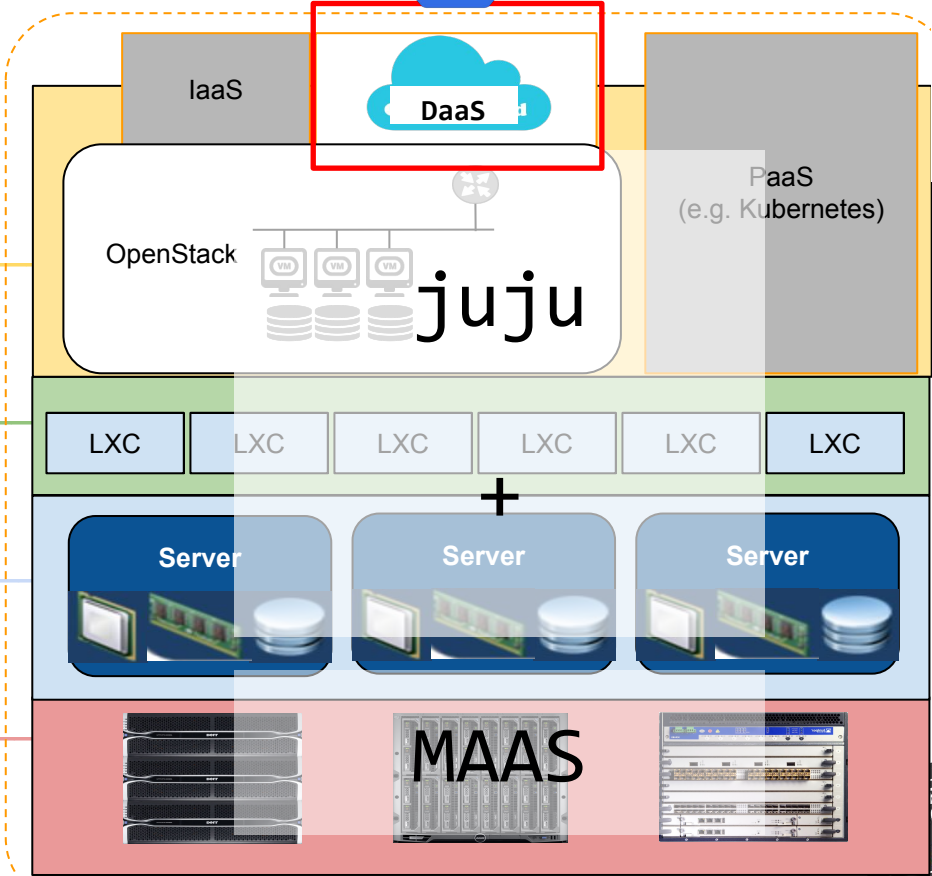 IaaS
DaaS
PaaS
(e.g. Kubernetes)
OpenStack
VM
VM
VM
juju
LXC
LXC
LXC
LXC
LXC
LXC
+
Server
Server
Server
MAAS